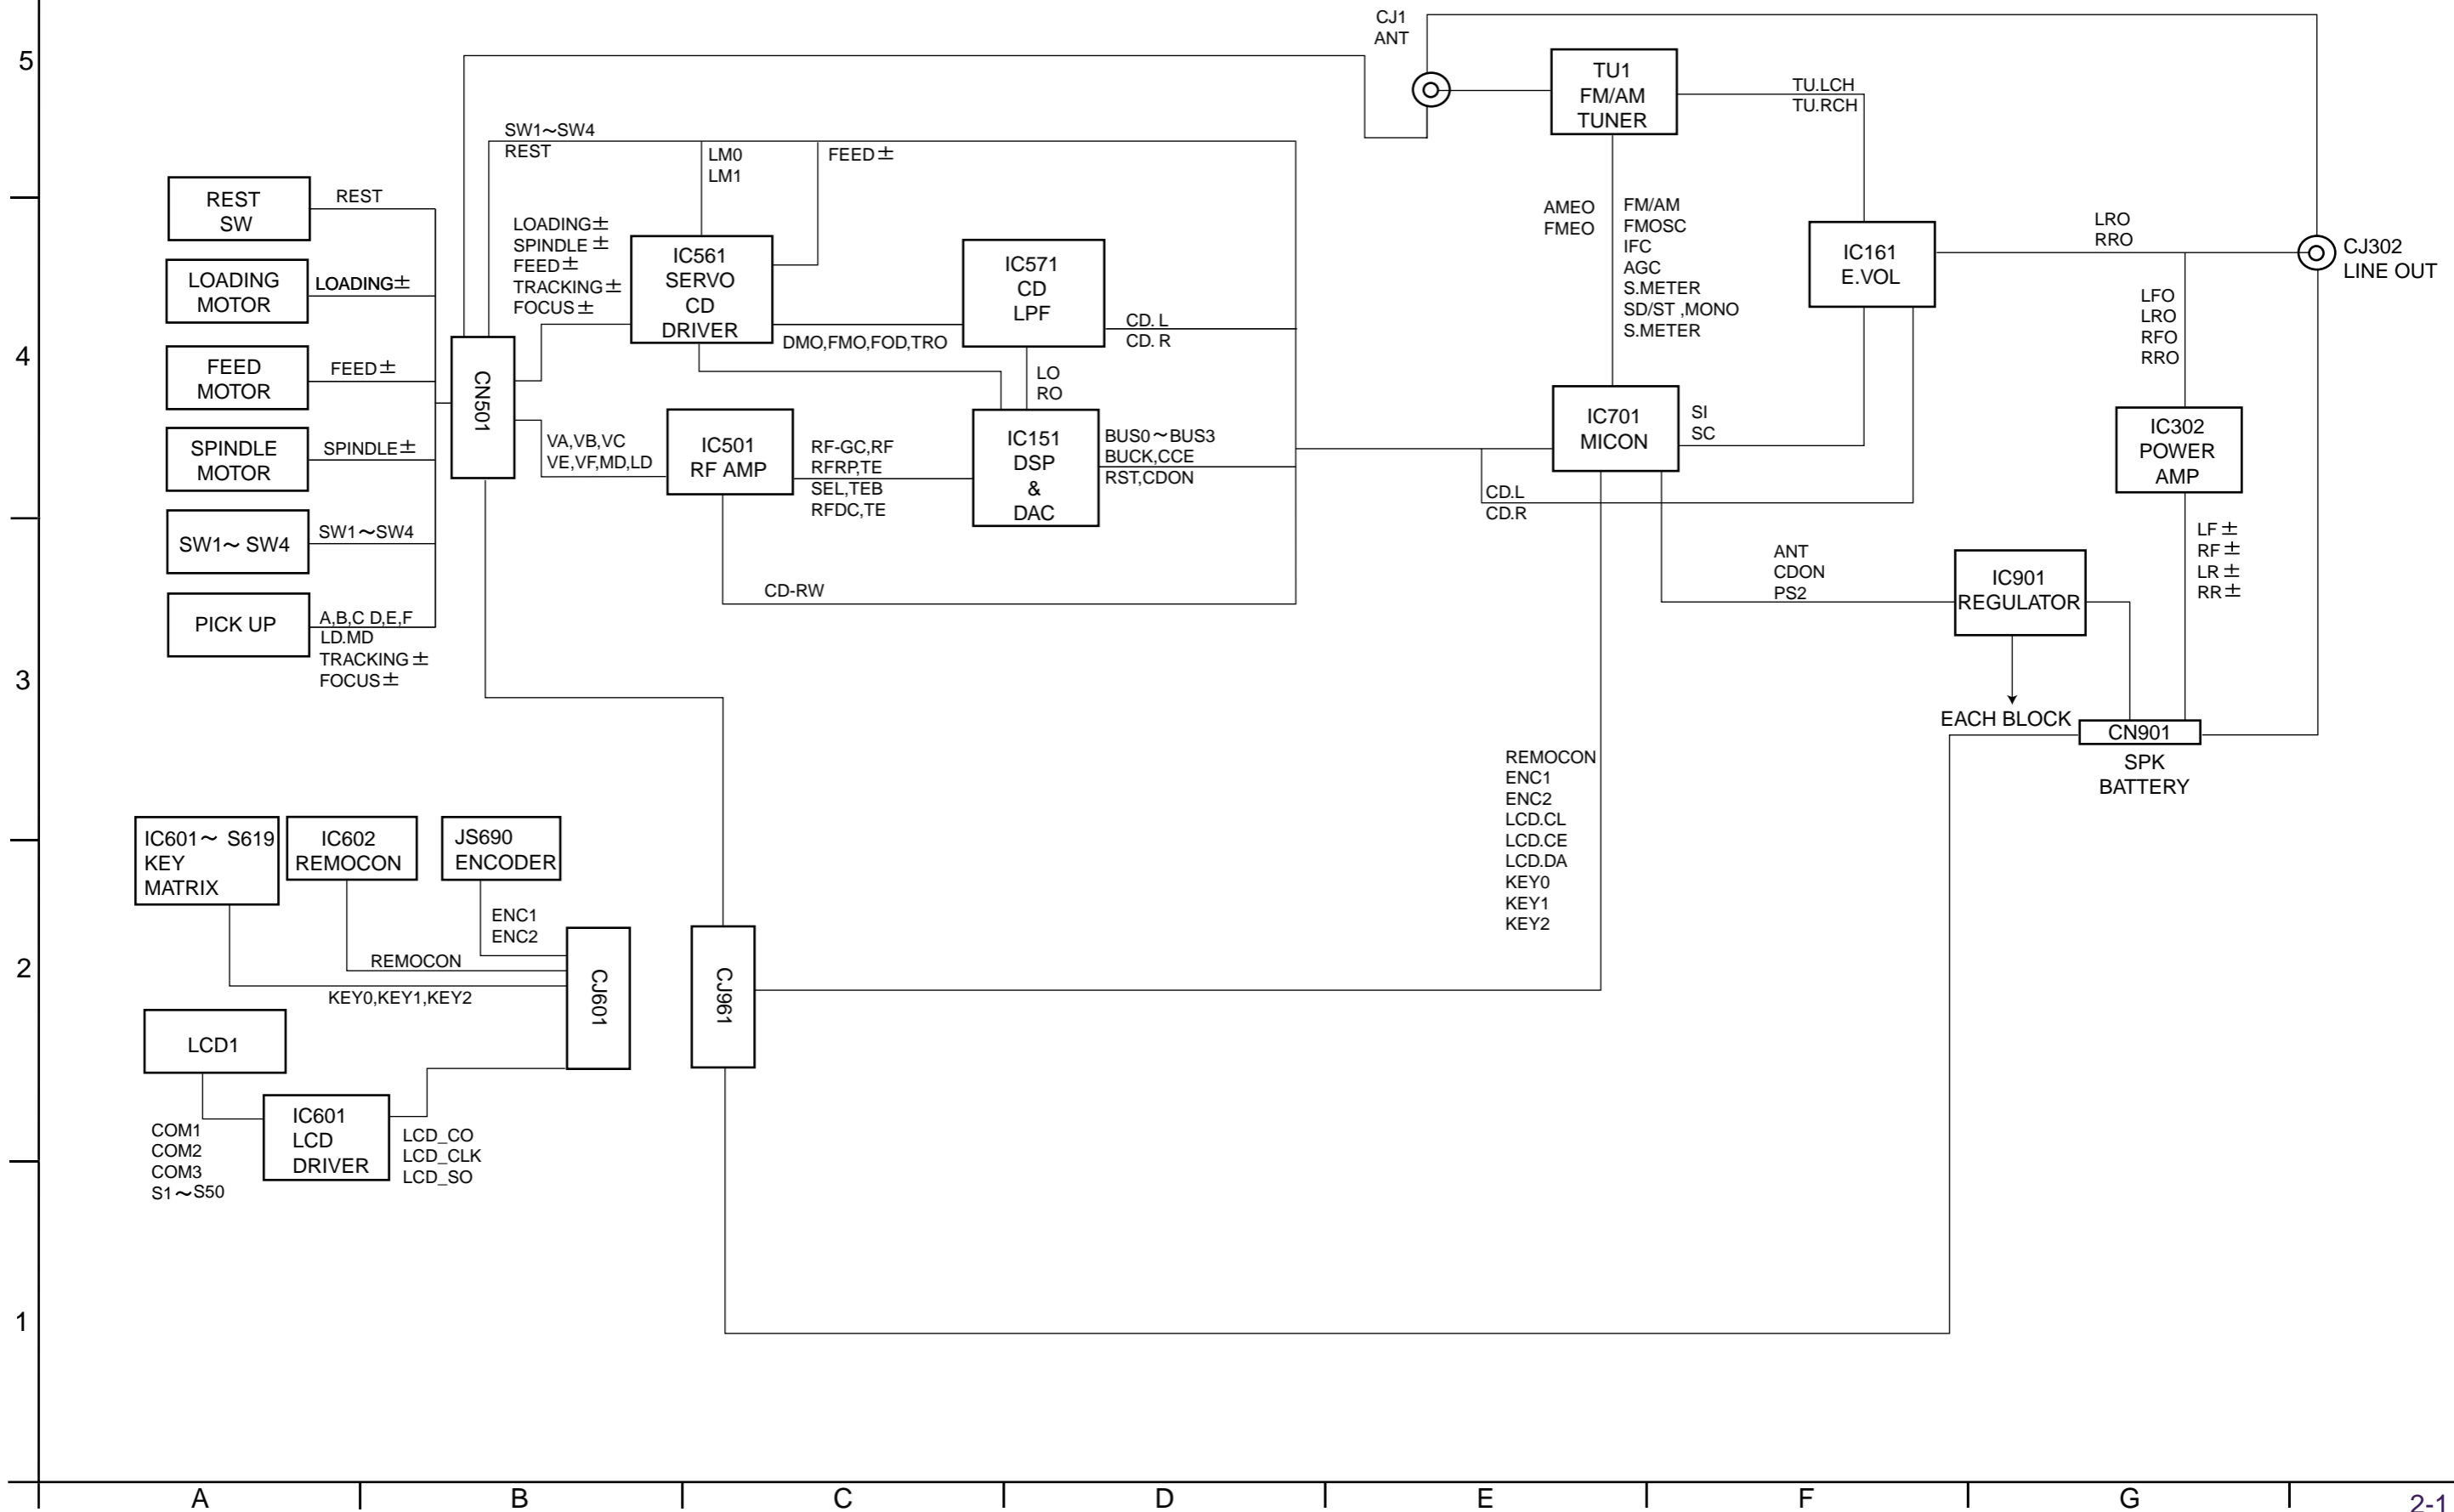 5
4
3
2
1
REST
SW
REST
LOADING
MOTOR
LOADING±
FEED
MOTOR
FEED±
SPINDLE
MOTOR
SPINDLE±
SW1～ SW4
SW1～SW4
PICK UP
A,B,C D,E,F
LD.MD
TRACKING±
FOCUS±
CN501
SW1～SW4
REST
LM0
LM1
FEED±
LOADING±
SPINDLE ±
FEED±
TRACKING±
FOCUS±
IC561
SERVO
CD
DRIVER
DMO,FMO,FOD,TRO
IC571
CD
LPF
CD. L
CD. R
LO
RO
VA,VB,VC
VE,VF,MD,LD
IC501
RF AMP
RF-GC,RF
RFRP,TE
SEL,TEB
RFDC,TE
IC151
DSP
&
DAC
BUS0～BUS3
BUCK,CCE
RST,CDON
CD-RW
CJ1
ANT
TU1
FM/AM
TUNER
TU.LCH
TU.RCH
AMEO
FMEO
FM/AM
FMOSC
IFC
AGC
S.METER
SD/ST ,MONO
S.METER
IC161
E.VOL
LRO
RRO
CJ302
LINE OUT
LFO
LRO
RFO
RRO
IC701
MICON
SI
SC
CD.L
CD.R
IC302
POWER
AMP
LF±
RF±
LR±
RR±
ANT
CDON
PS2
IC901
REGULATOR
EACH BLOCK
CN901
SPK
BATTERY
REMOCON
ENC1
ENC2
LCD.CL
LCD.CE
LCD.DA
KEY0
KEY1
KEY2
IC601～ S619
KEY
MATRIX
IC602
REMOCON
JS690
ENCODER
ENC1
ENC2
REMOCON
KEY0,KEY1,KEY2
CJ601
CJ961
LCD1
IC601
LCD
DRIVER
COM1
COM2
COM3
S1～S50
LCD_CO
LCD_CLK
LCD_SO
A B C D E F G
2-1